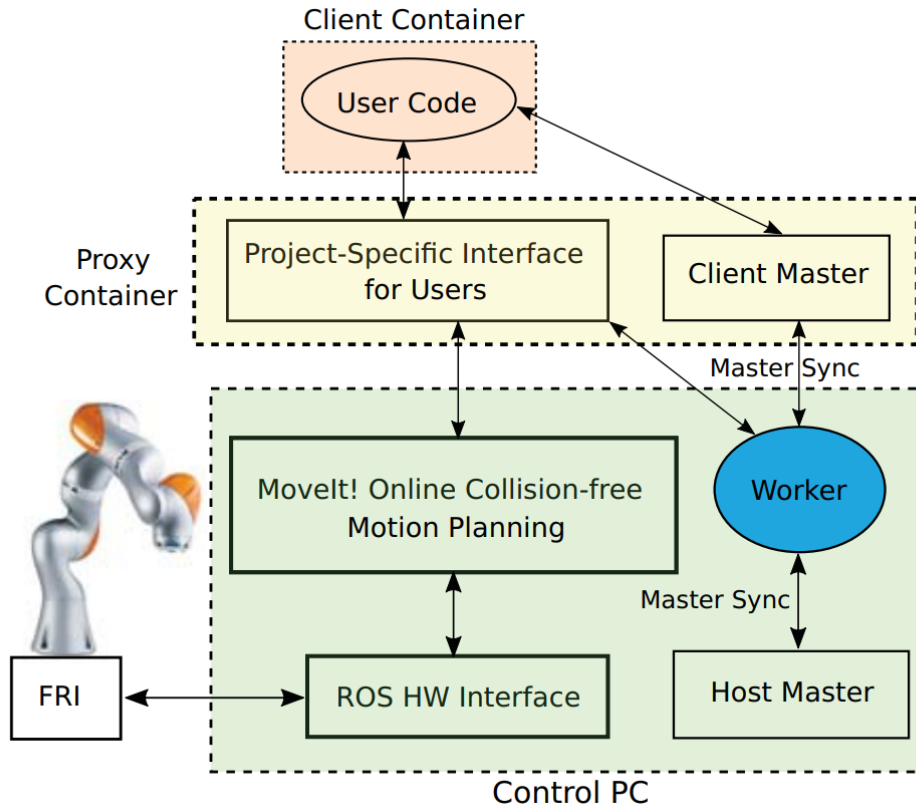 Client Container
User Code
Proxy
Container
Project-Specific Interface
for Users
Client Master
Master Sync
MoveIt! Online Collision-free
Motion Planning
Worker
Master Sync
FRI
ROS HW Interface
Host Master
Control PC